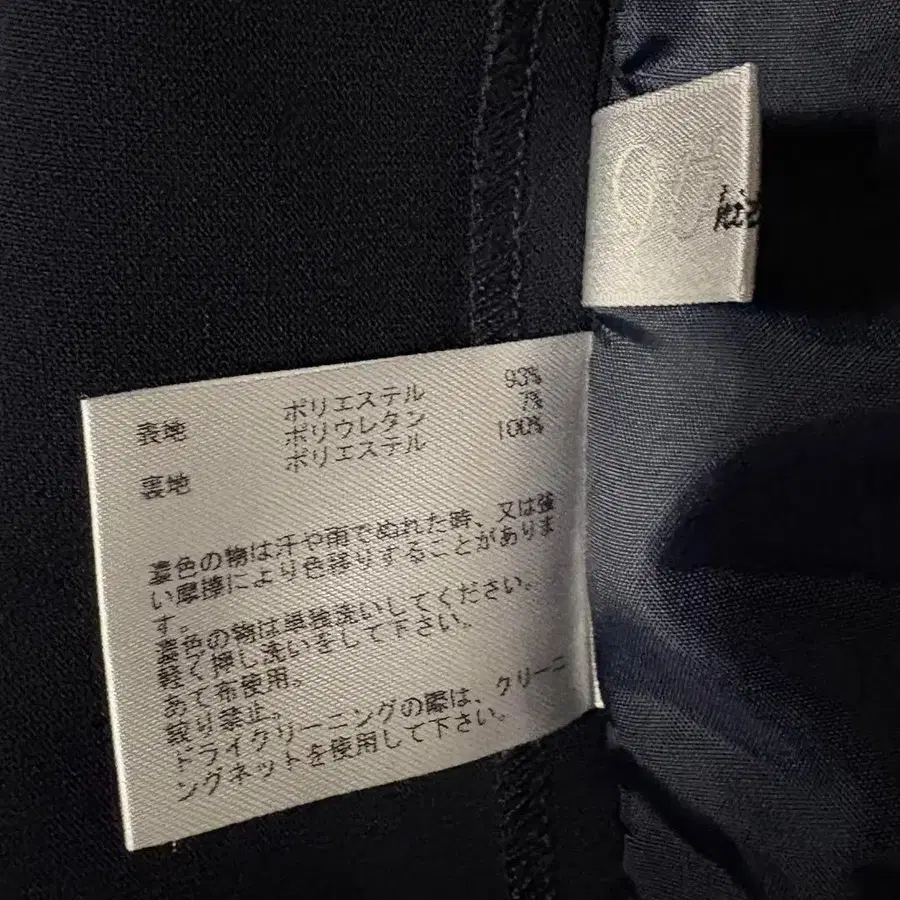 表地 ポリエステル 93%
ポリウレタン 7%
裏地 ポリエステル 100%
濃色の物は汗や雨でぬれた時、又は強
い摩擦により色移りすることがありま
す。
濃色の物は単独洗いしてください。
軽く押し洗いをして下さい。
あて布使用。
絞り禁止。
ドライクリーニングの際は、クリーニ
ングネットを使用して下さい。